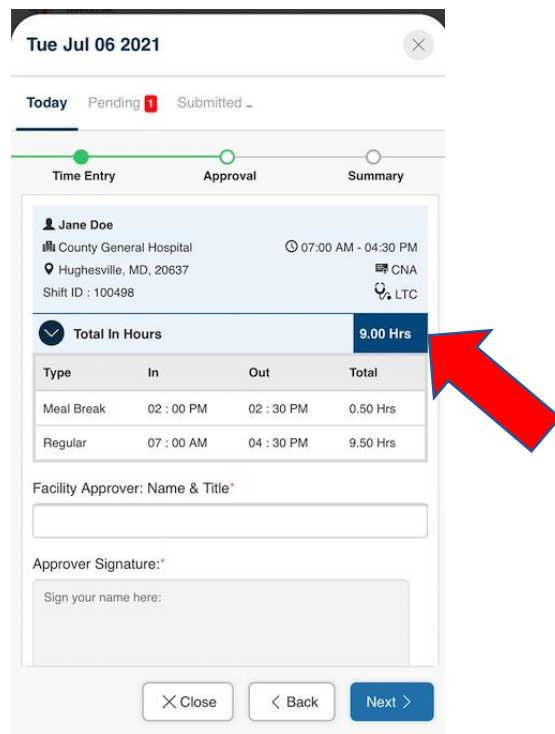 Tue Jul 06 2021
Today Pending 1 Submitted
Time Entry Approval Summary
Jane Doe
County General Hospital 07:00 AM - 04:30 PM
Hughesville, MD, 20637 CNA
Shift ID : 100498 LTC
Total In Hours 9.00 Hrs
Type In Out Total
Meal Break 02 : 00 PM 02 : 30 PM 0.50 Hrs
Regular 07 : 00 AM 04 : 30 PM 9.50 Hrs
Facility Approver: Name & Title*
Approver Signature:*
Sign your name here:
Close Back Next